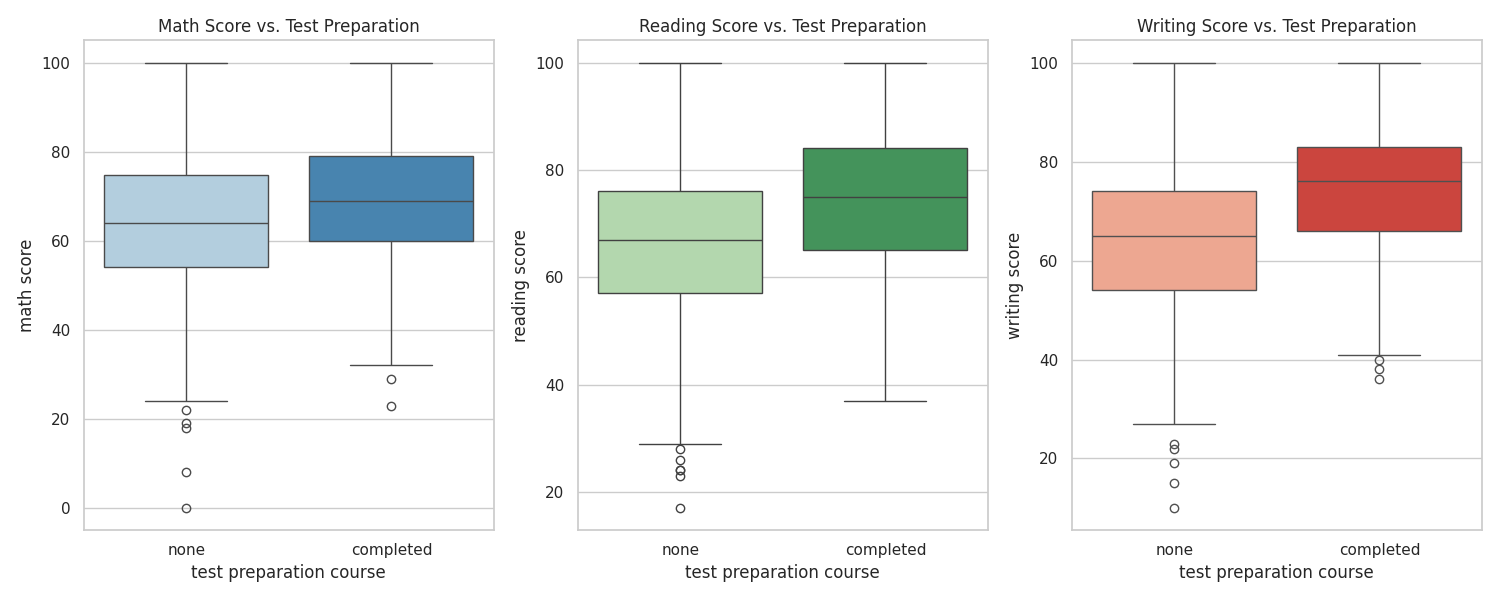 Math Score vs. Test Preparation
math score
100
80
60
40
20
0
none
completed
test preparation course
Reading Score vs. Test Preparation
reading score
100
80
60
40
20
none
completed
test preparation course
Writing Score vs. Test Preparation
writing score
100
80
60
40
20
none
completed
test preparation course